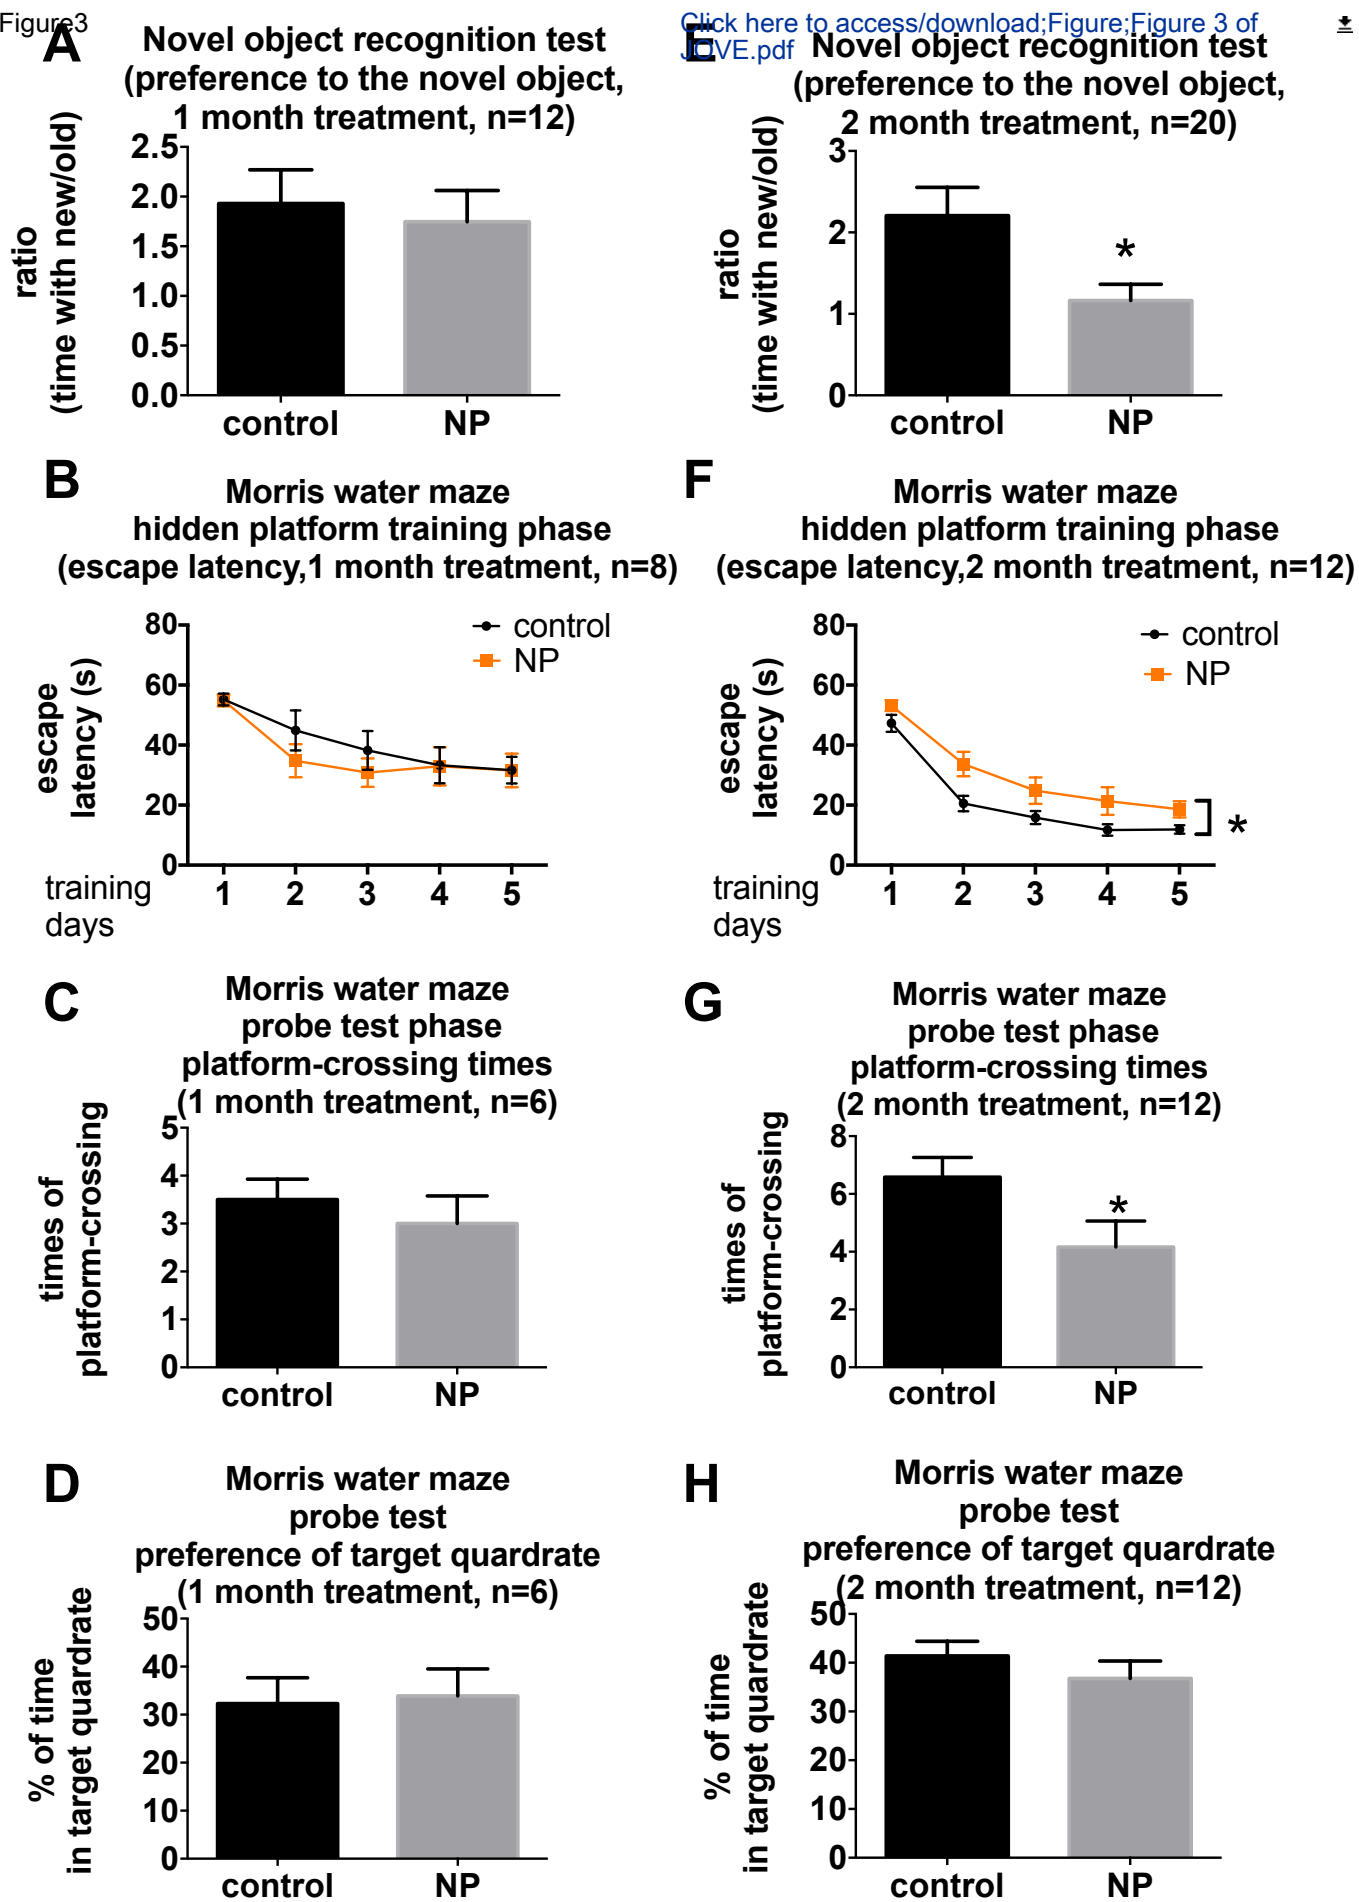 Figure3
Click here to access/download;Figure;Figure 3 of
JOVE.pdf
A
Novel object recognition test
(preference to the novel object,
1 month treatment, n=12)
ratio
(time with new/old)
2.5
2.0
1.5
1.0
0.5
0.0
control
NP
E
Novel object recognition test
(preference to the novel object,
2 month treatment, n=20)
ratio
(time with new/old)
3
2
1
0
*
control
NP
B
Morris water maze
hidden platform training phase
(escape latency,1 month treatment, n=8)
escape
latency (s)
80
60
40
20
0
control
NP
training
days
1 2 3 4 5
F
Morris water maze
hidden platform training phase
(escape latency,2 month treatment, n=12)
escape
latency (s)
80
60
40
20
0
control
NP
*
training
days
1 2 3 4 5
C
Morris water maze
probe test phase
platform-crossing times
(1 month treatment, n=6)
times of
platform-crossing
5
4
3
2
1
0
control
NP
G
Morris water maze
probe test phase
platform-crossing times
(2 month treatment, n=12)
times of
platform-crossing
8
6
4
2
0
*
control
NP
D
Morris water maze
probe test
preference of target quardrate
(1 month treatment, n=6)
% of time
in target quardrate
50
40
30
20
10
0
control
NP
H
Morris water maze
probe test
preference of target quardrate
(2 month treatment, n=12)
% of time
in target quardrate
50
40
30
20
10
0
control
NP